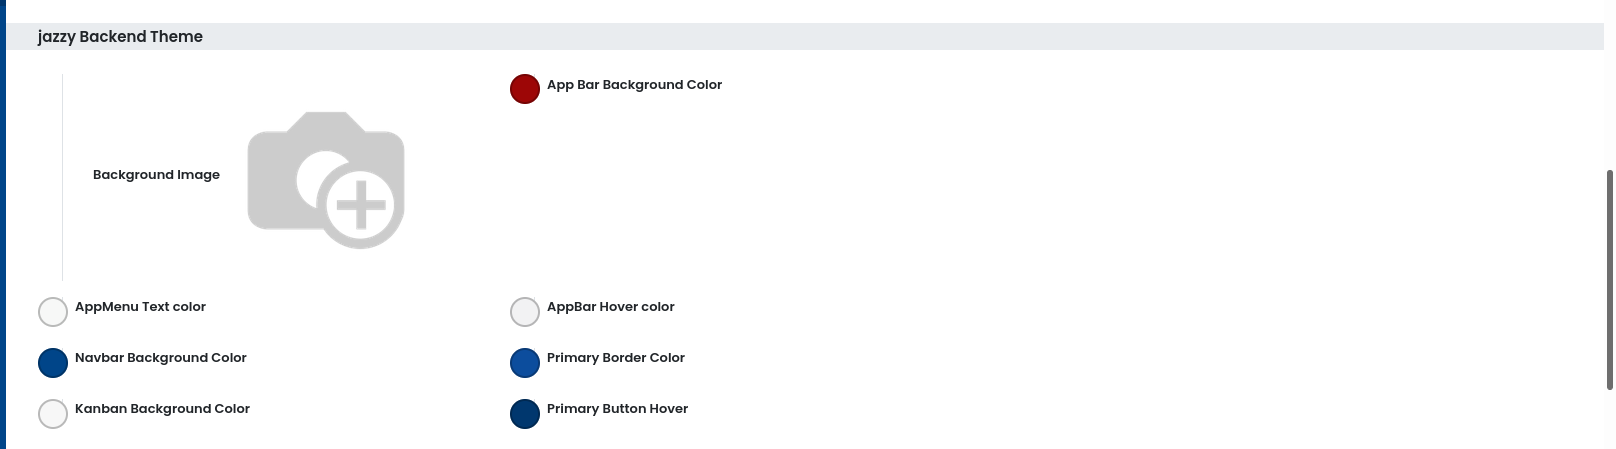 jazzy Backend Theme
App Bar Background Color
Background Image
AppMenu Text color
AppBar Hover color
Navbar Background Color
Primary Border Color
Kanban Background Color
Primary Button Hover